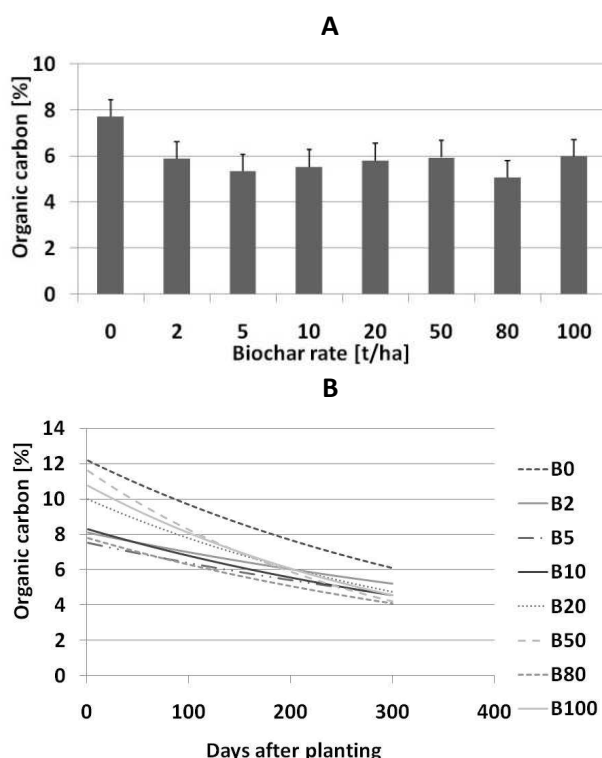 A
Organic carbon [%]
10
8
6
4
2
0
0 2 5 10 20 50 80 100
Biochar rate [t/ha]
B
Organic carbon [%]
14
12
10
8
6
4
2
0
0 100 200 300 400
Days after planting
B0
B2
B5
B10
B20
B50
B80
B100